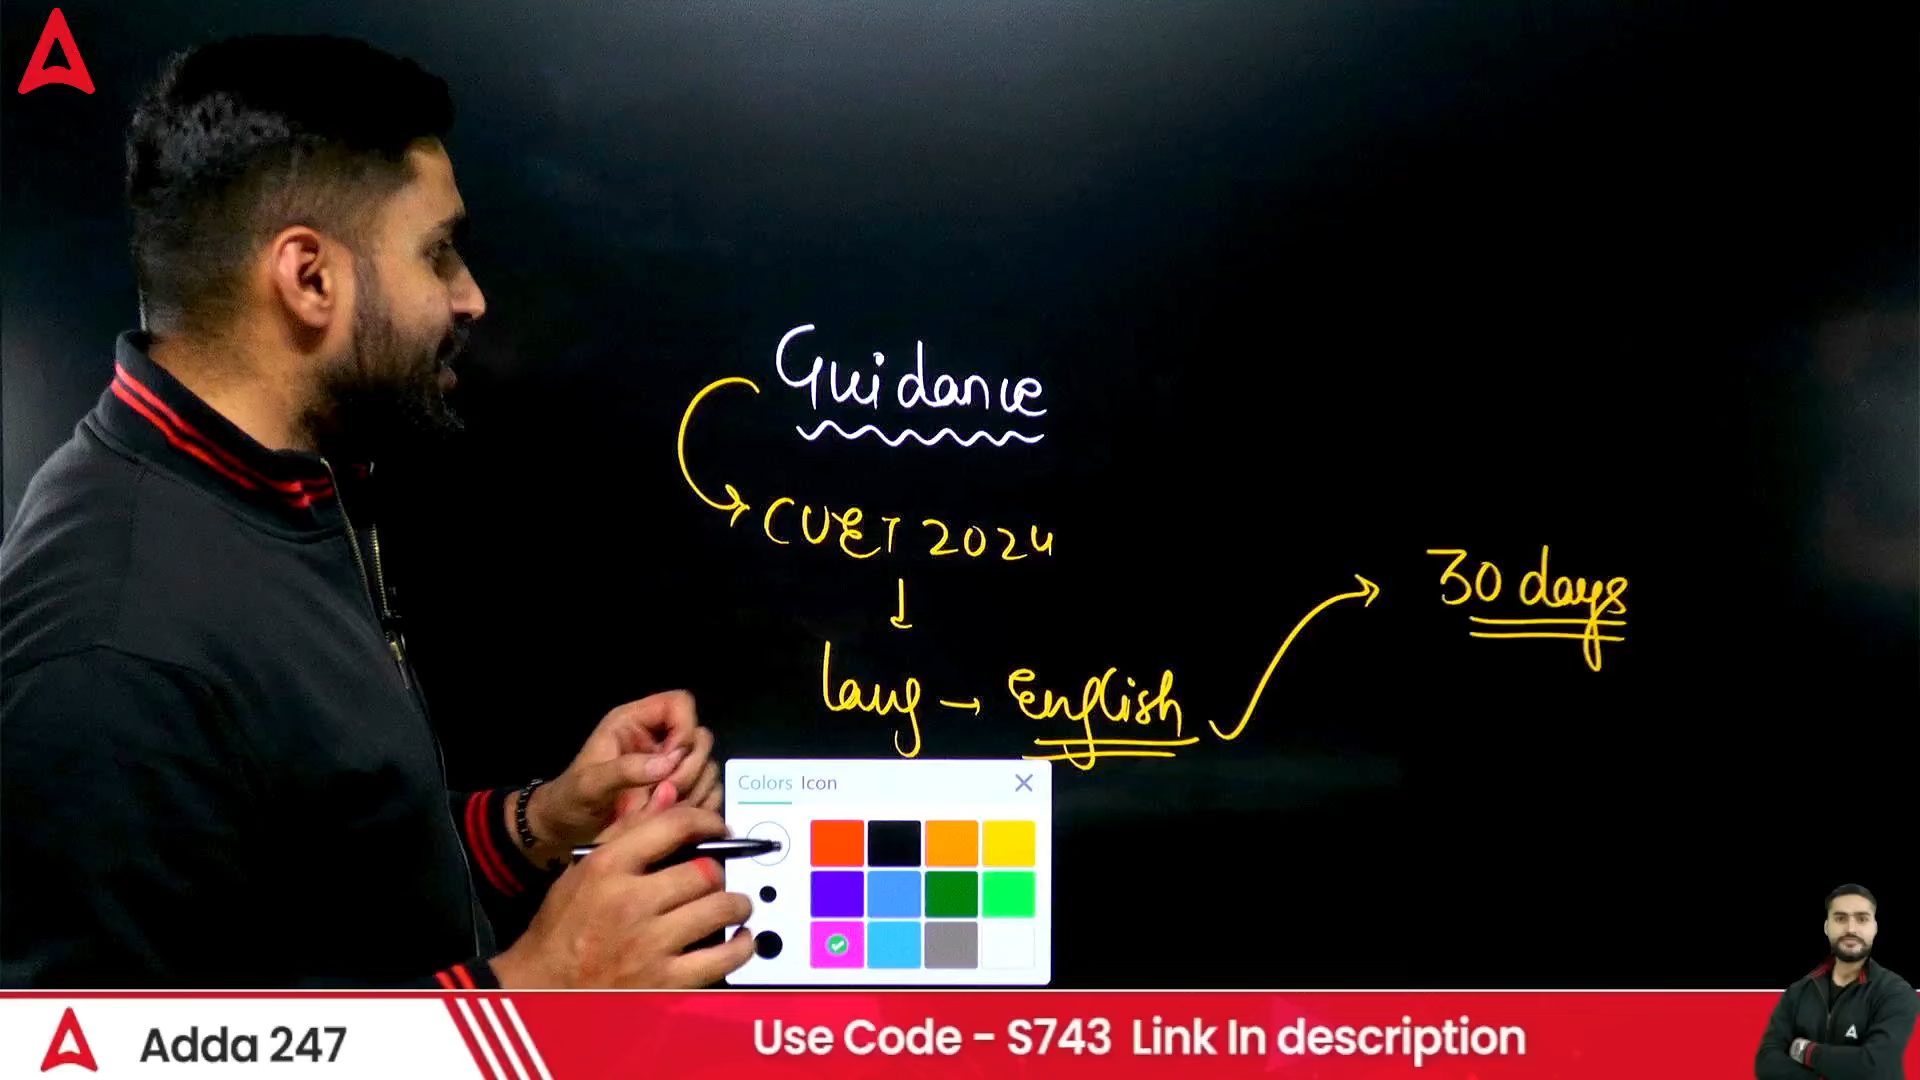 Guidance
CUET 2024
30 days
lang → English
Colors Icon
Adda 247
Use Code - S743 Link In description